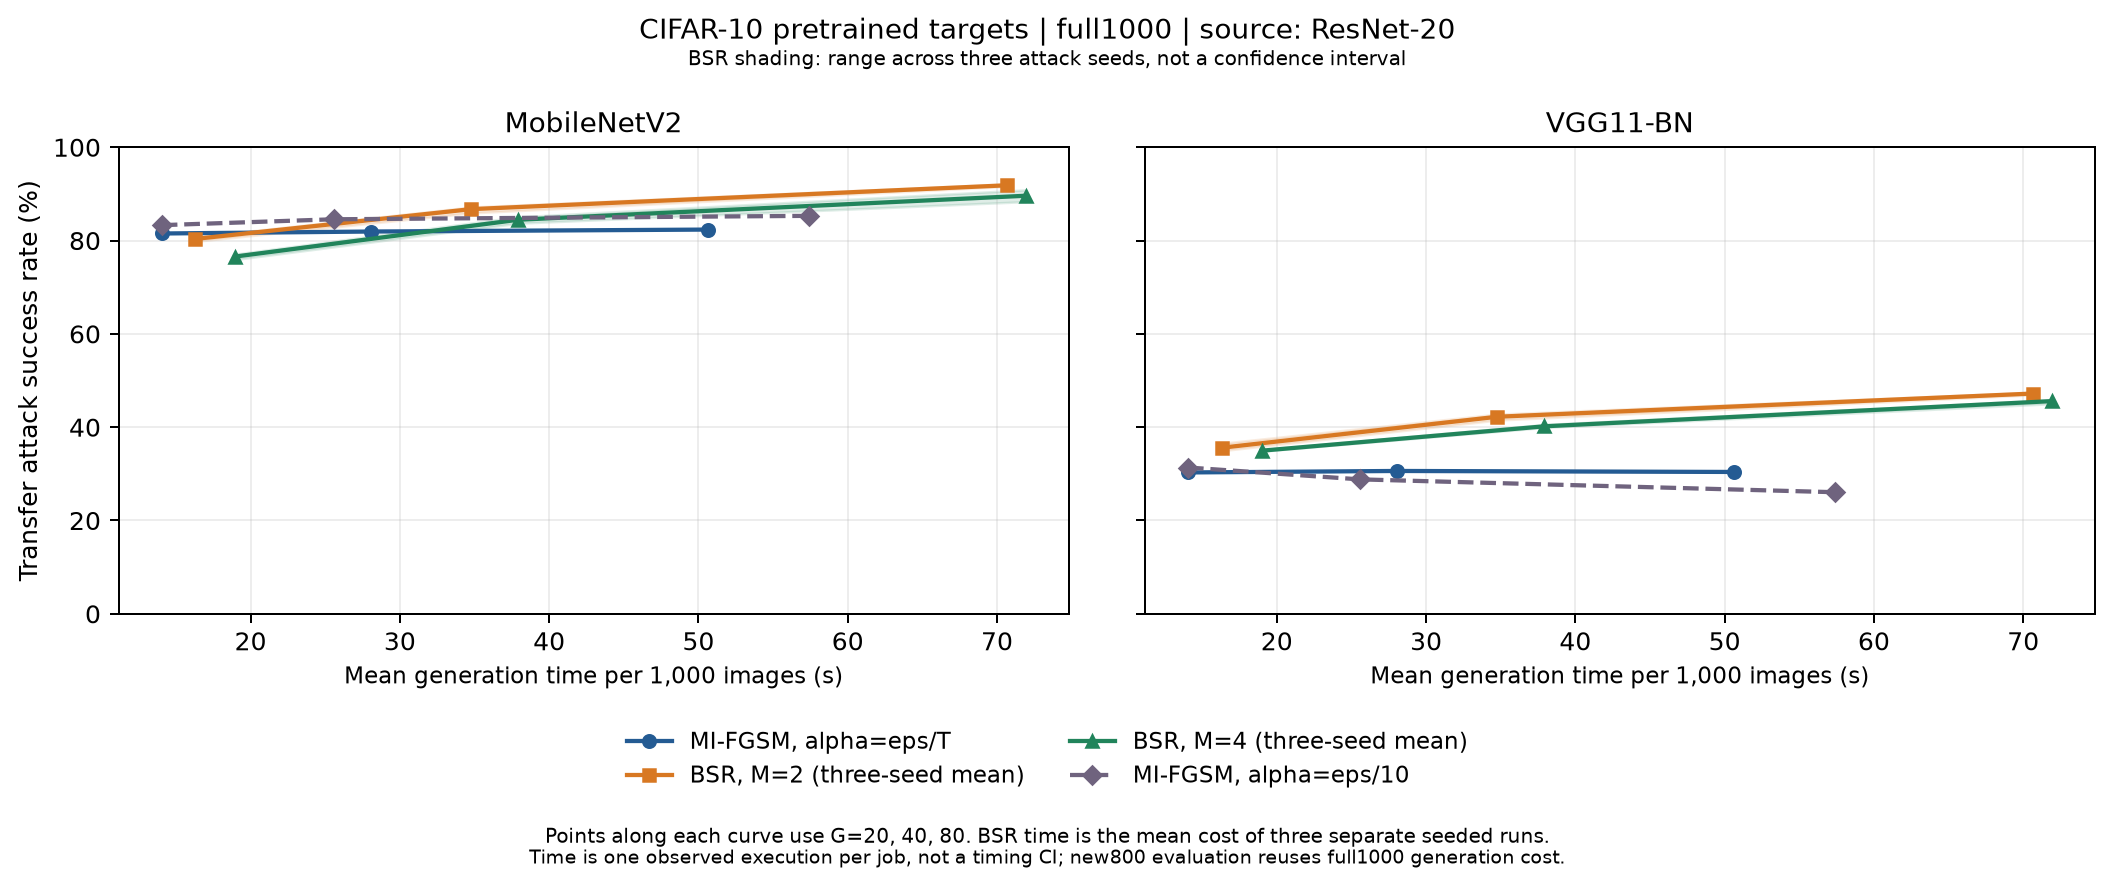 CIFAR-10 pretrained targets | full1000 | source: ResNet-20
BSR shading: range across three attack seeds, not a confidence interval
MobileNetV2
VGG11-BN
Transfer attack success rate (%)
100
80
60
40
20
0
20 30 40 50 60 70
20 30 40 50 60 70
Mean generation time per 1,000 images (s)
Mean generation time per 1,000 images (s)
MI-FGSM, alpha=eps/T
BSR, M=2 (three-seed mean)
BSR, M=4 (three-seed mean)
MI-FGSM, alpha=eps/10
Points along each curve use G=20, 40, 80. BSR time is the mean cost of three separate seeded runs.
Time is one observed execution per job, not a timing CI; new800 evaluation reuses full1000 generation cost.